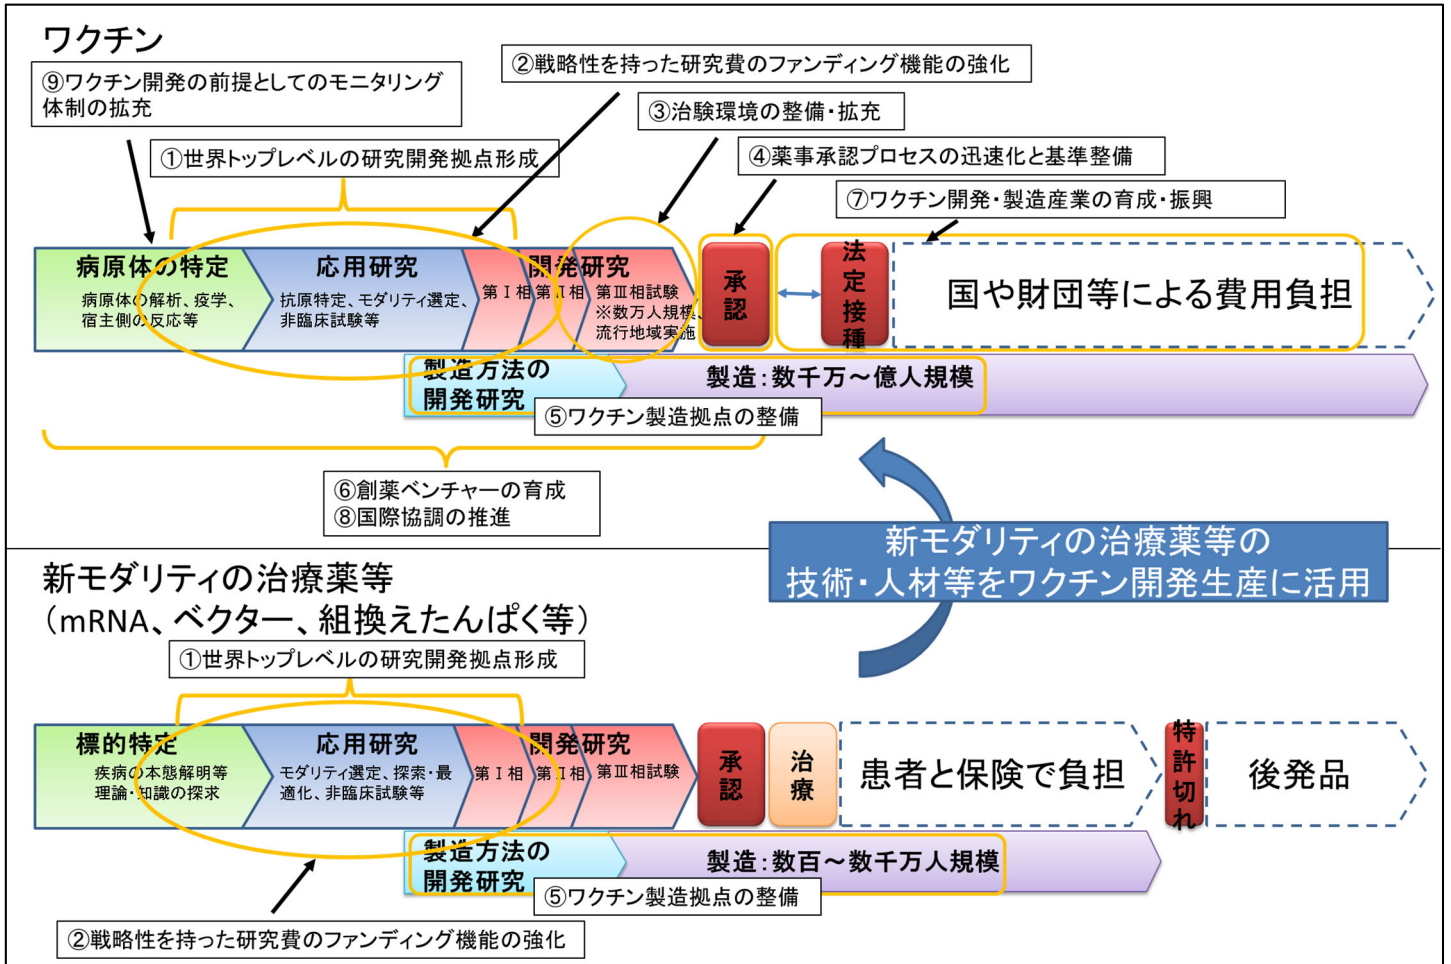 ワクチン
⑨ワクチン開発の前提としてのモニタリング
体制の拡充
②戦略性を持った研究費のファンディング機能の強化
③治験環境の整備・拡充
①世界トップレベルの研究開発拠点形成
④薬事承認プロセスの迅速化と基準整備
⑦ワクチン開発・製造産業の育成・振興
病原体の特定
病原体の解析、疫学、
宿主側の反応等
応用研究
抗原特定、モダリティ選定、
非臨床試験等
開発研究
第Ⅰ相
第Ⅱ相
第Ⅲ相試験
※数万人規模、
流行地域実施
承認
法定接種
国や財団等による費用負担
製造方法の
開発研究
製造：数千万～億人規模
⑤ワクチン製造拠点の整備
⑥創薬ベンチャーの育成
⑧国際協調の推進
新モダリティの治療薬等の
技術・人材等をワクチン開発生産に活用
新モダリティの治療薬等
（mRNA、ベクター、組換えたんぱく等）
①世界トップレベルの研究開発拠点形成
標的特定
疾病の本態解明等
理論・知識の探求
応用研究
モダリティ選定、探索・最
適化、非臨床試験等
開発研究
第Ⅰ相
第Ⅱ相
第Ⅲ相試験
承認
治療
患者と保険で負担
特許切れ
後発品
製造方法の
開発研究
製造：数百～数千万人規模
⑤ワクチン製造拠点の整備
②戦略性を持った研究費のファンディング機能の強化